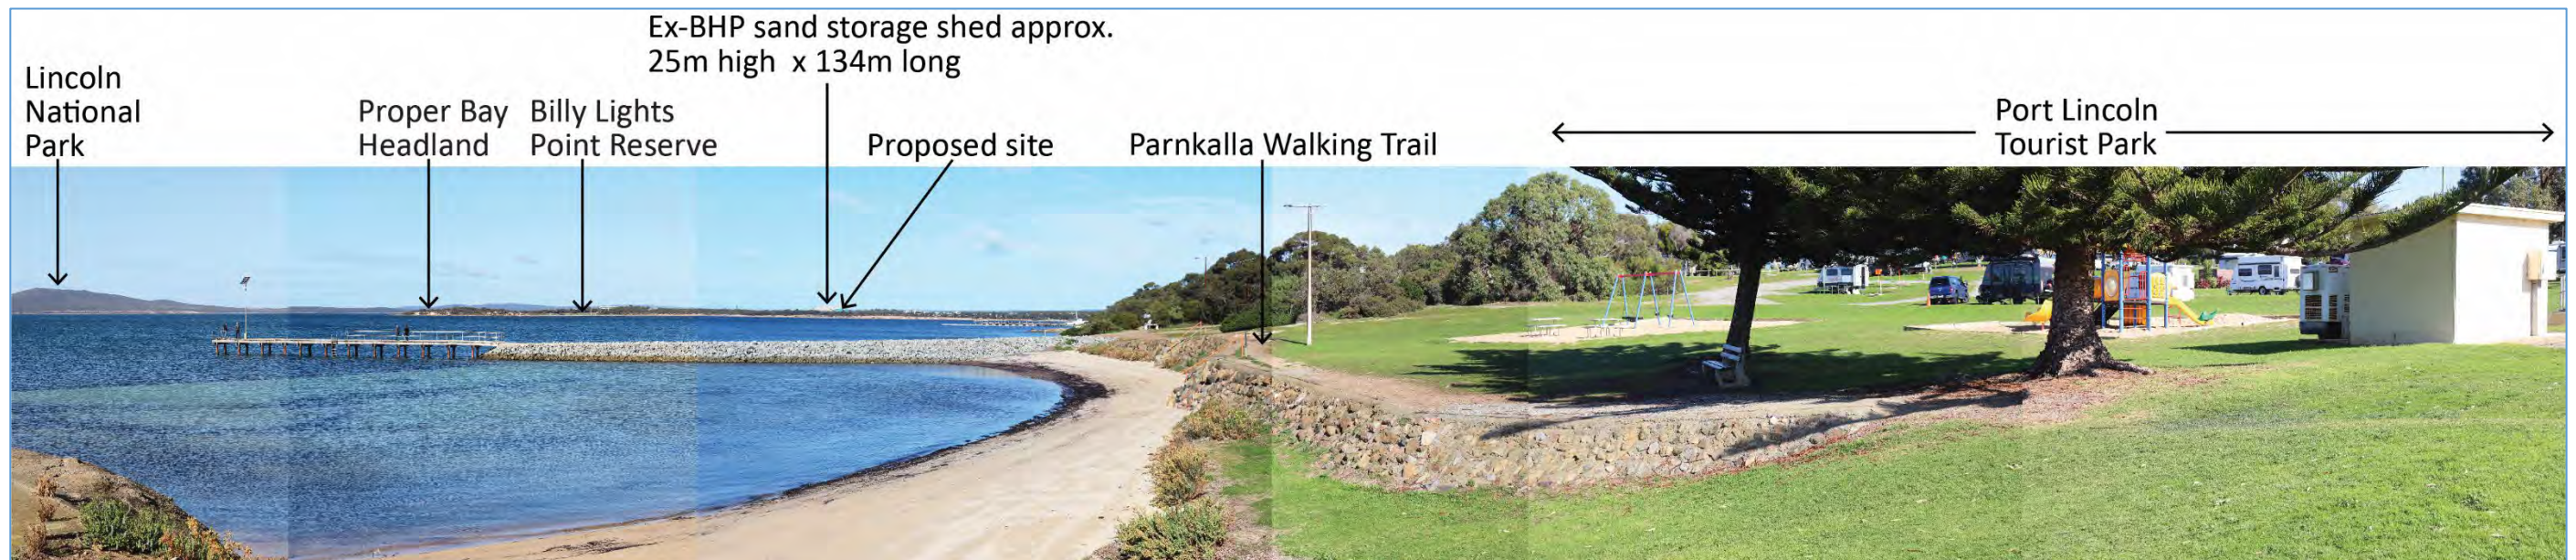 Ex-BHP sand storage shed approx.
25m high x 134m long
Lincoln
National
Park
Proper Bay
Headland
Billy Lights
Point Reserve
Proposed site
Parnkalla Walking Trail
Port Lincoln
Tourist Park